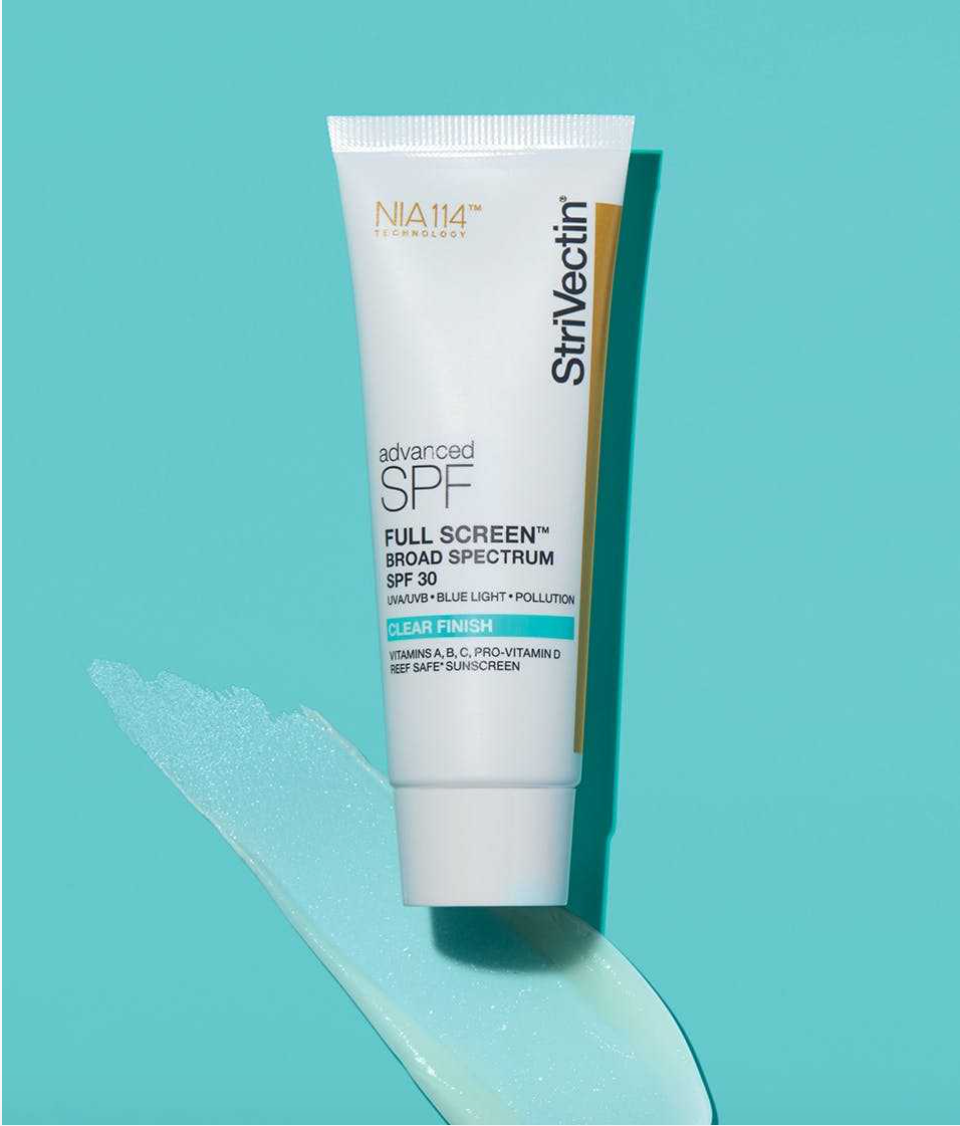 NIA114™
TECHNOLOGY
StriVectin®
advanced
SPF
FULL SCREEN™
BROAD SPECTRUM
SPF 30
UVA/UVB • BLUE LIGHT • POLLUTION
CLEAR FINISH
VITAMINS A, B, C, PRO-VITAMIN D
REEF SAFE* SUNSCREEN